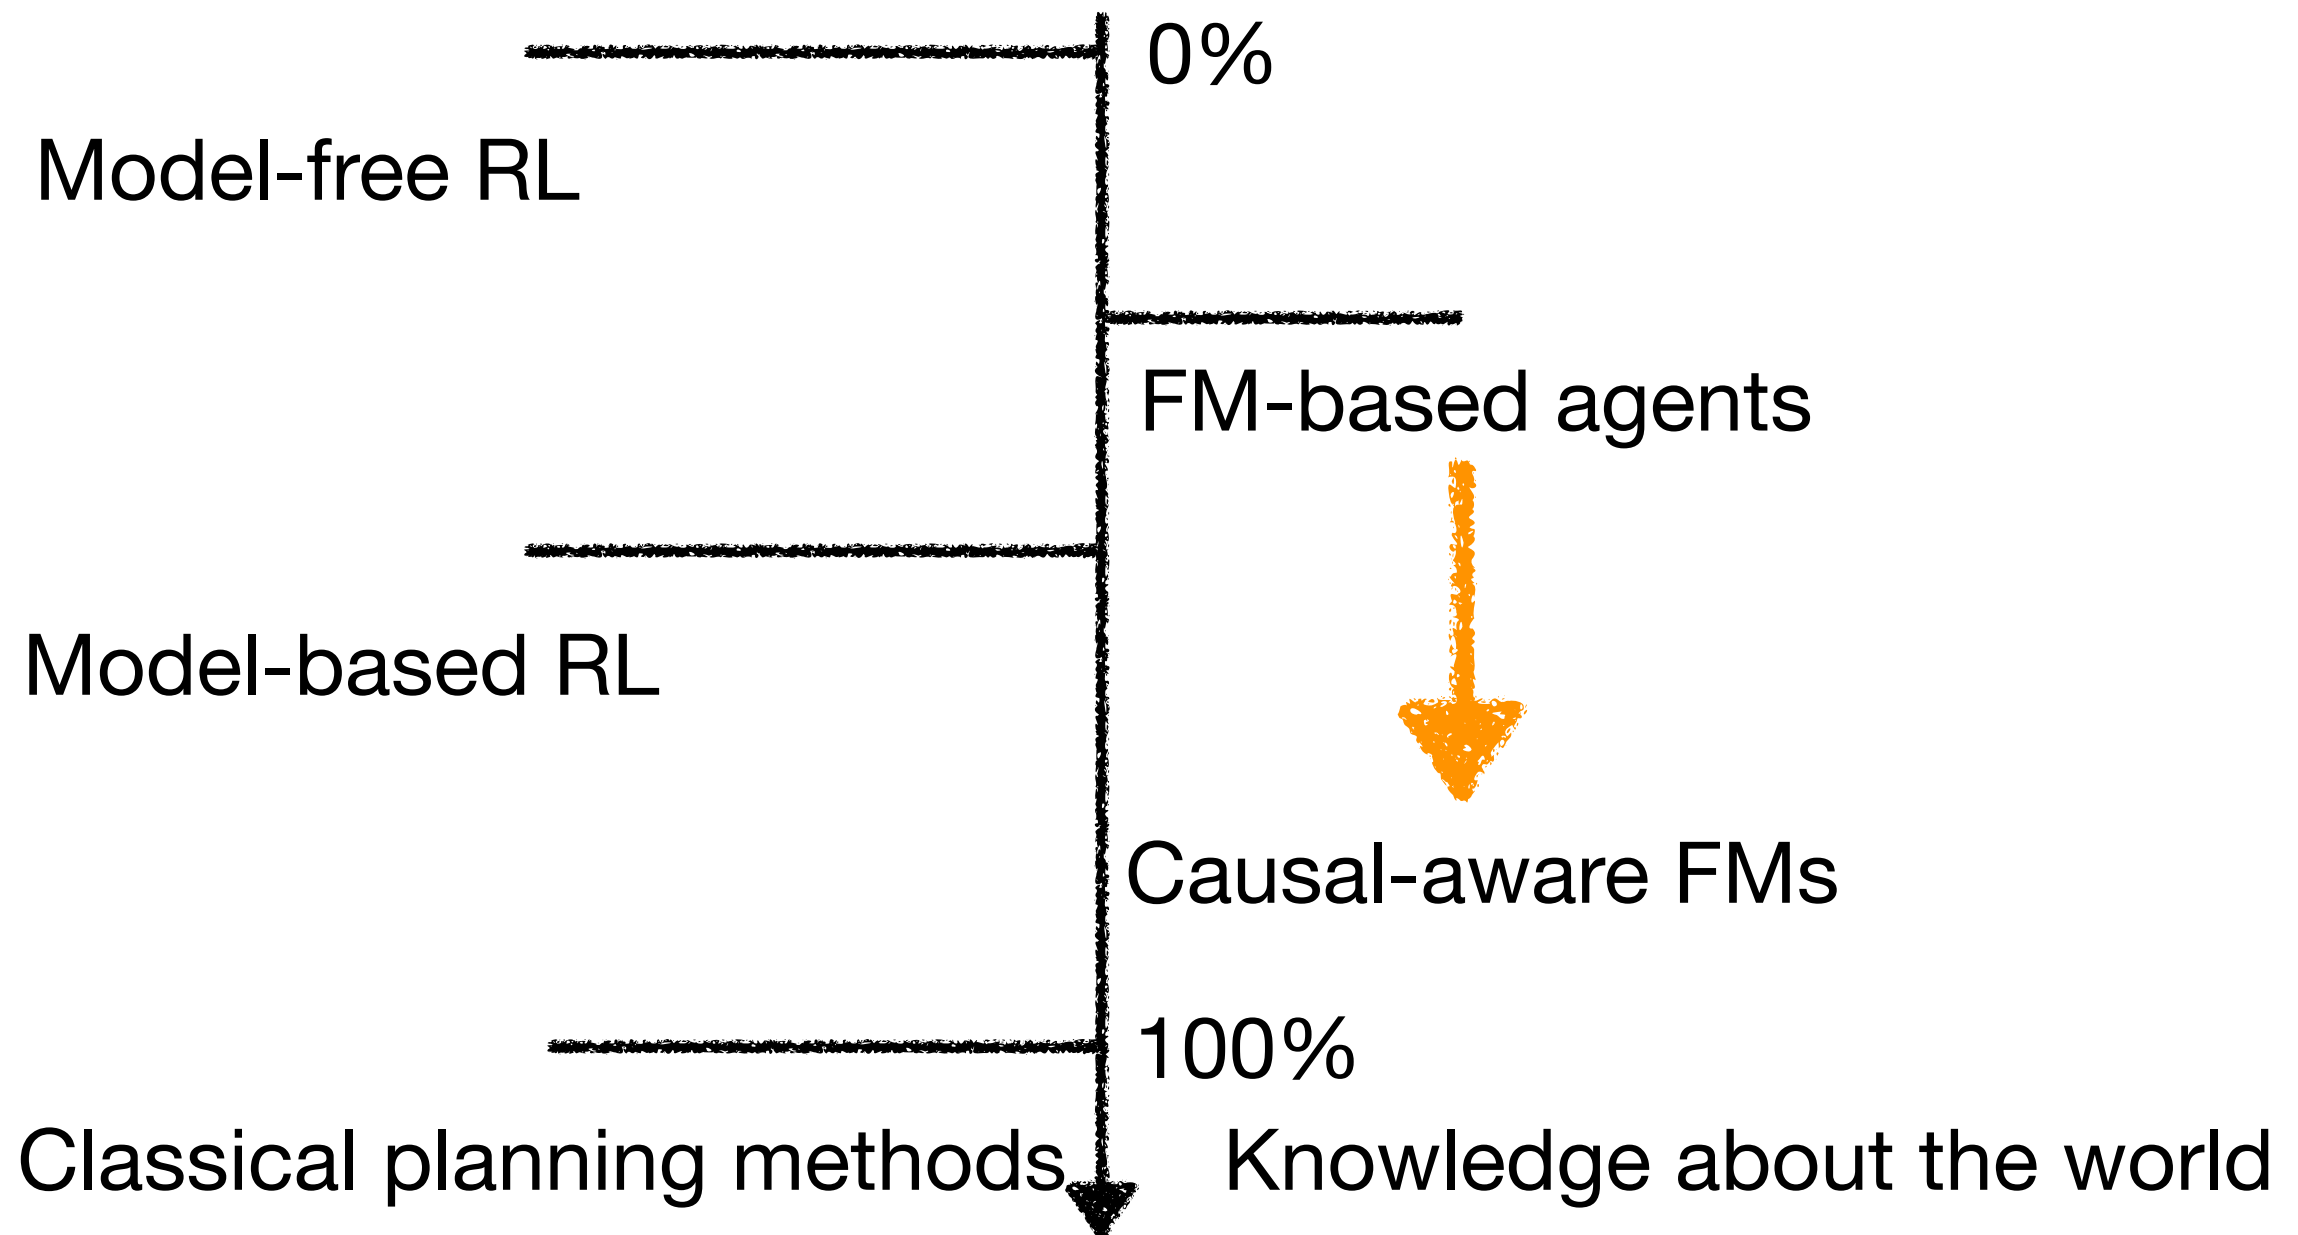 0%
Model-free RL
FM-based agents
Model-based RL
Causal-aware FMs
100%
Classical planning methods
Knowledge about the world